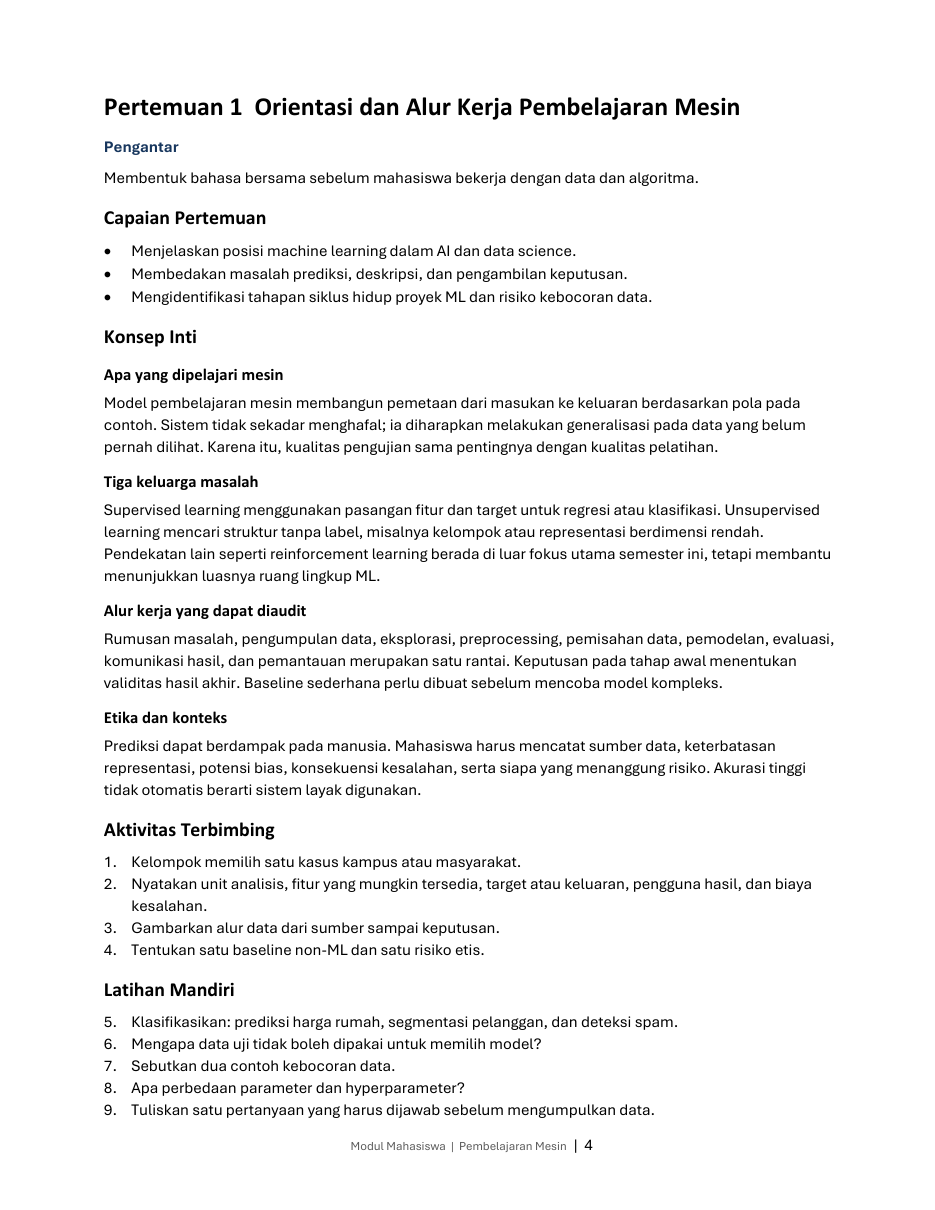 Pertemuan 1  Orientasi dan Alur Kerja Pembelajaran Mesin
Pengantar
Membentuk bahasa bersama sebelum mahasiswa bekerja dengan data dan algoritma.
Capaian Pertemuan
• Menjelaskan posisi machine learning dalam AI dan data science.
• Membedakan masalah prediksi, deskripsi, dan pengambilan keputusan.
• Mengidentifikasi tahapan siklus hidup proyek ML dan risiko kebocoran data.
Konsep Inti
Apa yang dipelajari mesin
Model pembelajaran mesin membangun pemetaan dari masukan ke keluaran berdasarkan pola pada
contoh. Sistem tidak sekadar menghafal; ia diharapkan melakukan generalisasi pada data yang belum
pernah dilihat. Karena itu, kualitas pengujian sama pentingnya dengan kualitas pelatihan.
Tiga keluarga masalah
Supervised learning menggunakan pasangan fitur dan target untuk regresi atau klasifikasi. Unsupervised
learning mencari struktur tanpa label, misalnya kelompok atau representasi berdimensi rendah.
Pendekatan lain seperti reinforcement learning berada di luar fokus utama semester ini, tetapi membantu
menunjukkan luasnya ruang lingkup ML.
Alur kerja yang dapat diaudit
Rumusan masalah, pengumpulan data, eksplorasi, preprocessing, pemisahan data, pemodelan, evaluasi,
komunikasi hasil, dan pemantauan merupakan satu rantai. Keputusan pada tahap awal menentukan
validitas hasil akhir. Baseline sederhana perlu dibuat sebelum mencoba model kompleks.
Etika dan konteks
Prediksi dapat berdampak pada manusia. Mahasiswa harus mencatat sumber data, keterbatasan
representasi, potensi bias, konsekuensi kesalahan, serta siapa yang menanggung risiko. Akurasi tinggi
tidak otomatis berarti sistem layak digunakan.
Aktivitas Terbimbing
1. Kelompok memilih satu kasus kampus atau masyarakat.
2. Nyatakan unit analisis, fitur yang mungkin tersedia, target atau keluaran, pengguna hasil, dan biaya
kesalahan.
3. Gambarkan alur data dari sumber sampai keputusan.
4. Tentukan satu baseline non-ML dan satu risiko etis.
Latihan Mandiri
5. Klasifikasikan: prediksi harga rumah, segmentasi pelanggan, dan deteksi spam.
6. Mengapa data uji tidak boleh dipakai untuk memilih model?
7. Sebutkan dua contoh kebocoran data.
8. Apa perbedaan parameter dan hyperparameter?
9. Tuliskan satu pertanyaan yang harus dijawab sebelum mengumpulkan data.
Modul Mahasiswa | Pembelajaran Mesin | 4